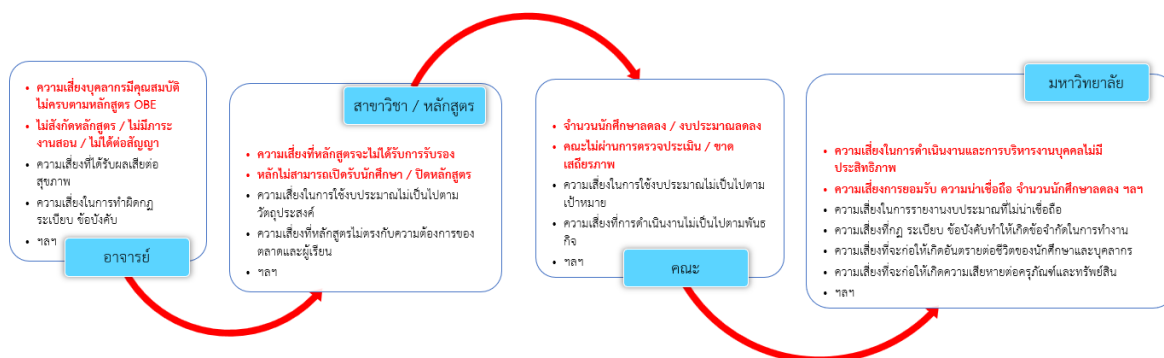 ความเสี่ยงบุคลากรมีคุณสมบัติ
ไม่ครบตามหลักสูตร OBE
ไม่สังกัดหลักสูตร / ไม่มีภาระ
งานสอน / ไม่ได้ต่อสัญญา
ความเสี่ยงที่ได้รับผลเสียต่อ
สุขภาพ
ความเสี่ยงในการทำผิดกฎ
ระเบียบ ข้อบังคับ
ฯลฯ
อาจารย์
สาขาวิชา / หลักสูตร
ความเสี่ยงที่หลักสูตรจะไม่ได้รับการรับรอง
หลักไม่สามารถเปิดรับนักศึกษา / ปิดหลักสูตร
ความเสี่ยงในการใช้งบประมาณไม่เป็นไปตาม
วัตถุประสงค์
ความเสี่ยงที่หลักสูตรไม่ตรงกับความต้องการของ
ตลาดและผู้เรียน
ฯลฯ
จำนวนนักศึกษาลดลง / งบประมาณลดลง
คณะไม่ผ่านการตรวจประเมิน / ขาด
เสถียรภาพ
ความเสี่ยงในการใช้งบประมาณไม่เป็นไปตาม
เป้าหมาย
ความเสี่ยงที่การดำเนินงานไม่เป็นไปตามพันธ
กิจ
ฯลฯ
คณะ
มหาวิทยาลัย
ความเสี่ยงในการดำเนินงานและการบริหารงานบุคคลไม่มี
ประสิทธิภาพ
ความเสี่ยงการยอมรับ ความน่าเชื่อถือ จำนวนนักศึกษาลดลง ฯลฯ
ความเสี่ยงในการรายงานงบประมาณที่ไม่น่าเชื่อถือ
ความเสี่ยงที่กฎ ระเบียบ ข้อบังคับทำให้เกิดข้อจำกัดในการทำงาน
ความเสี่ยงที่จะก่อให้เกิดอันตรายต่อชีวิตของนักศึกษาและบุคลากร
ความเสี่ยงที่จะก่อให้เกิดความเสียหายต่อครุภัณฑ์และทรัพย์สิน
ฯลฯ